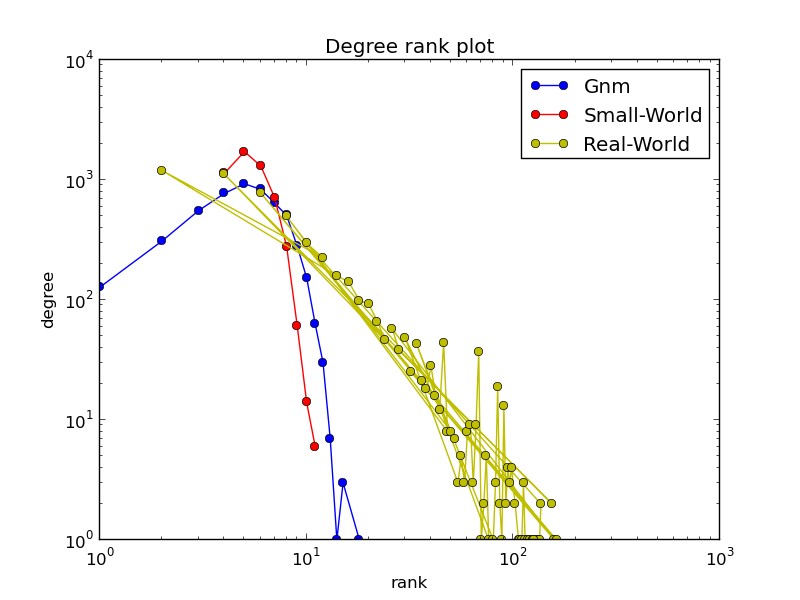 Degree rank plot
10^4
10^3
10^2
10^1
10^0
degree
Gnm
Small-World
Real-World
10^0 10^1 10^2 10^3
rank